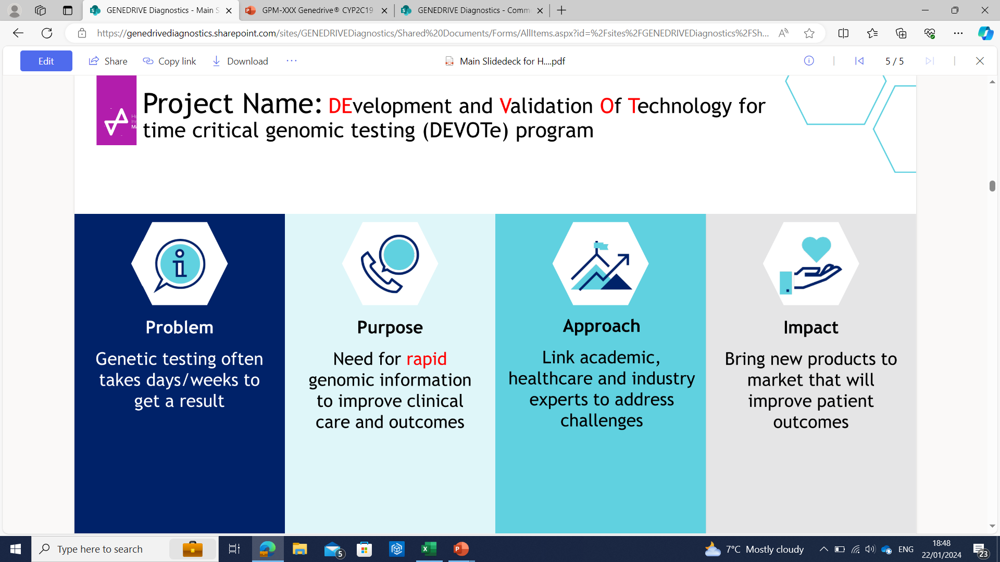 GENEDRIVE Diagnostics - Main S
GPM-XXX Genedrive® CYP2C19
GENEDRIVE Diagnostics - Comm
https://genedrivediagnostics.sharepoint.com/sites/GENEDRIVEDiagnostics/Shared%20Documents/Forms/AllItems.aspx?id=%2Fsites%2FGENEDRIVEDiagnostics%2FSh...
Edit
Share
Copy link
Download
Main Slidedeck for H....pdf
5 / 5
Project Name: DEvelopment and Validation Of Technology for
time critical genomic testing (DEVOTe) program
Problem
Genetic testing often
takes days/weeks to
get a result
Purpose
Need for rapid
genomic information
to improve clinical
care and outcomes
Approach
Link academic,
healthcare and industry
experts to address
challenges
Impact
Bring new products to
market that will
improve patient
outcomes
Type here to search
5
7°C Mostly cloudy
ENG
18:48
22/01/2024
23